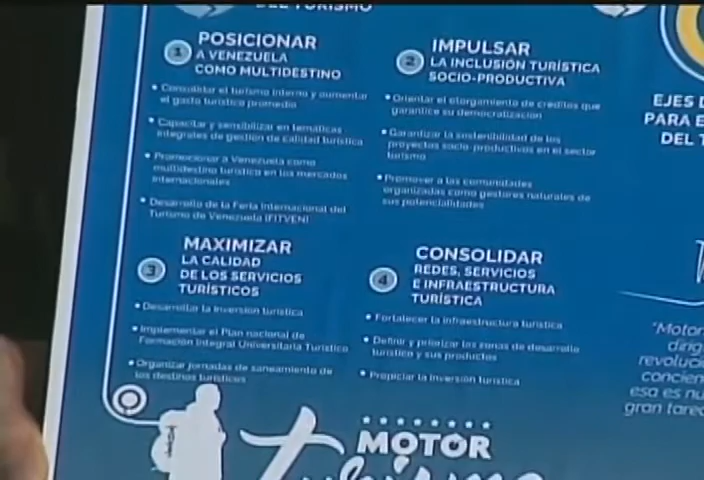 DEL TURISMO
1
POSICIONAR
A VENEZUELA
COMO MULTIDESTINO
• Consolidar el turismo interno y aumentar
el gasto turístico promedio
• Capacitar y sensibilizar en temáticas
integrales de gestión de calidad turística
• Promocionar a Venezuela como
multidestino turístico en los mercados
internacionales
• Desarrollo de la Feria Internacional del
Turismo de Venezuela (FITVEN)
2
IMPULSAR
LA INCLUSIÓN TURÍSTICA
SOCIO-PRODUCTIVA
• Orientar el otorgamiento de créditos que
garantice su democratización
• Garantizar la sostenibilidad de los
proyectos socio-productivos en el sector
turismo
• Promover a las comunidades
organizadas como gestores naturales de
sus potencialidades
3
MAXIMIZAR
LA CALIDAD
DE LOS SERVICIOS
TURÍSTICOS
• Desarrollar la inversión turística
• Implementar el Plan nacional de
Formación Integral Universitaria Turístico
• Organizar jornadas de saneamiento de
los destinos turísticos
4
CONSOLIDAR
REDES, SERVICIOS
E INFRAESTRUCTURA
TURÍSTICA
• Fortalecer la infraestructura turística
• Definir y priorizar las zonas de desarrollo
turístico y sus productos
• Propiciar la inversión turística
MOTOR
Turismo
EJES D
PARA E
DEL T
"Motor
dirig
revoluci
concien
esa es nu
gran tarea